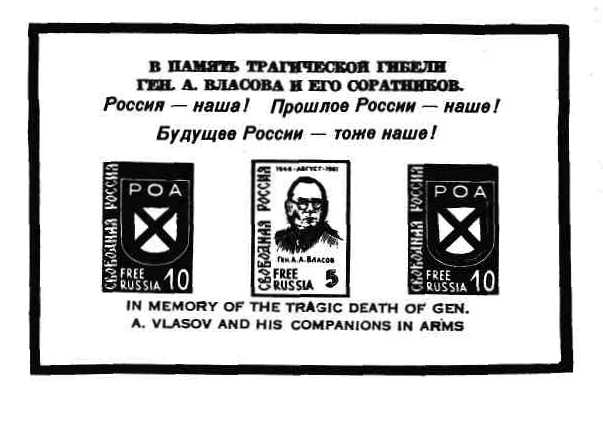 В ПАМЯТЬ ТРАГИЧЕСКОЙ ГИБЕЛИ
ГЕН. А. ВЛАСОВА И ЕГО СОРАТНИКОВ.
Россия — наша! Прошлое России — наше!
Будущее России — тоже наше!
СВОБОДНАЯ РОССИЯ
РОА
FREE
RUSSIA 10
СВОБОДНАЯ РОССИЯ
1946-АВГУСТ-1961
ГЕН. А.А. ВЛАСОВ
FREE
RUSSIA 5
СВОБОДНАЯ РОССИЯ
РОА
FREE
RUSSIA 10
IN MEMORY OF THE TRAGIC DEATH OF GEN.
A. VLASOV AND HIS COMPANIONS IN ARMS